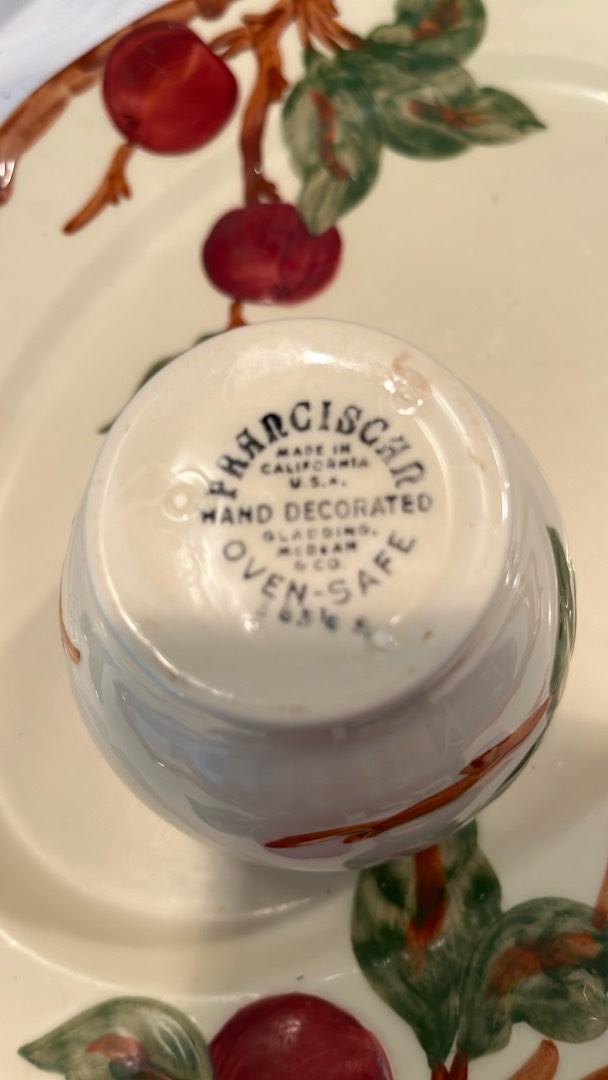 FRANCISCAN
MADE IN
CALIFORNIA
U.S.A.
HAND DECORATED
GLADDING,
McBEAN
& CO.
OVEN-SAFE